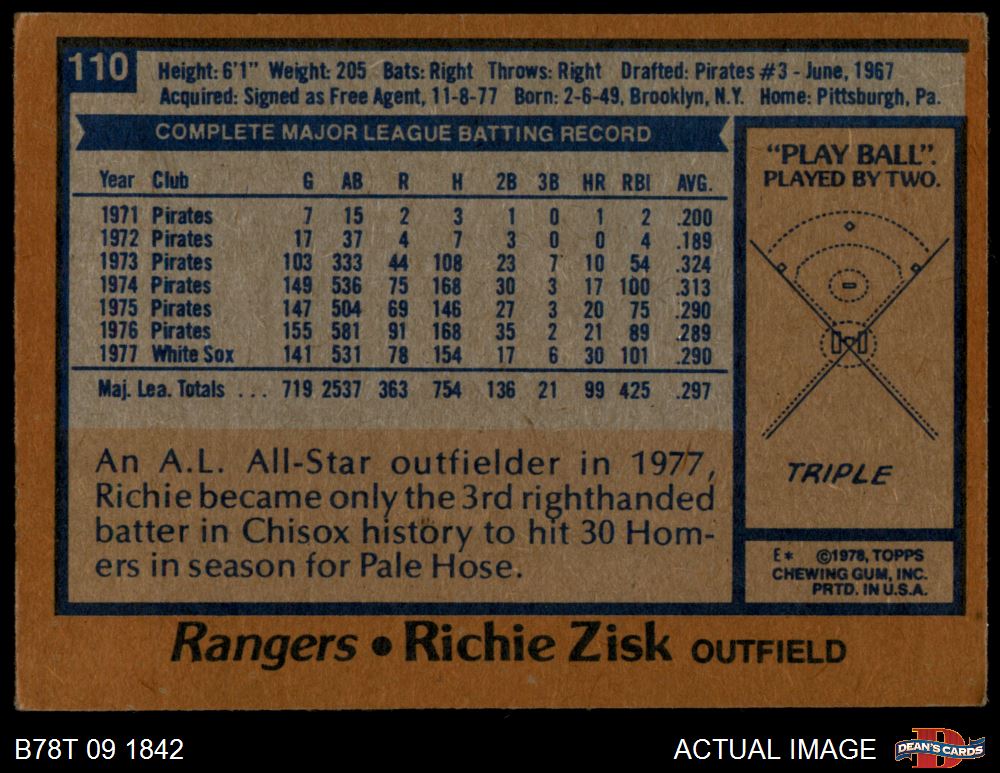 110
Height: 6'1" Weight: 205 Bats: Right Throws: Right Drafted: Pirates #3 - June, 1967
Acquired: Signed as Free Agent, 11-8-77 Born: 2-6-49, Brooklyn, N.Y. Home: Pittsburgh, Pa.
COMPLETE MAJOR LEAGUE BATTING RECORD
Year Club G AB R H 2B 3B HR RBI AVG.
1971 Pirates 7 15 2 3 1 0 1 2 .200
1972 Pirates 17 37 4 7 3 0 0 4 .189
1973 Pirates 103 333 44 108 23 7 10 54 .324
1974 Pirates 149 536 75 168 30 3 17 100 .313
1975 Pirates 147 504 69 146 27 3 20 75 .290
1976 Pirates 155 581 91 168 35 2 21 89 .289
1977 White Sox 141 531 78 154 17 6 30 101 .290
Maj. Lea. Totals ... 719 2537 363 754 136 21 99 425 .297
An A.L. All-Star outfielder in 1977,
Richie became only the 3rd righthanded
batter in Chisox history to hit 30 Hom-
ers in season for Pale Hose.
"PLAY BALL".
PLAYED BY TWO.
TRIPLE
E* ©1978, TOPPS
CHEWING GUM, INC.
PRTD. IN U.S.A.
Rangers • Richie Zisk OUTFIELD
B78T 09 1842
ACTUAL IMAGE
D
DEAN'S CARDS